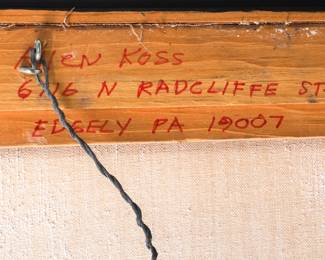 KOSS
N RADCLIFFE ST.
EDGELY PA 19007